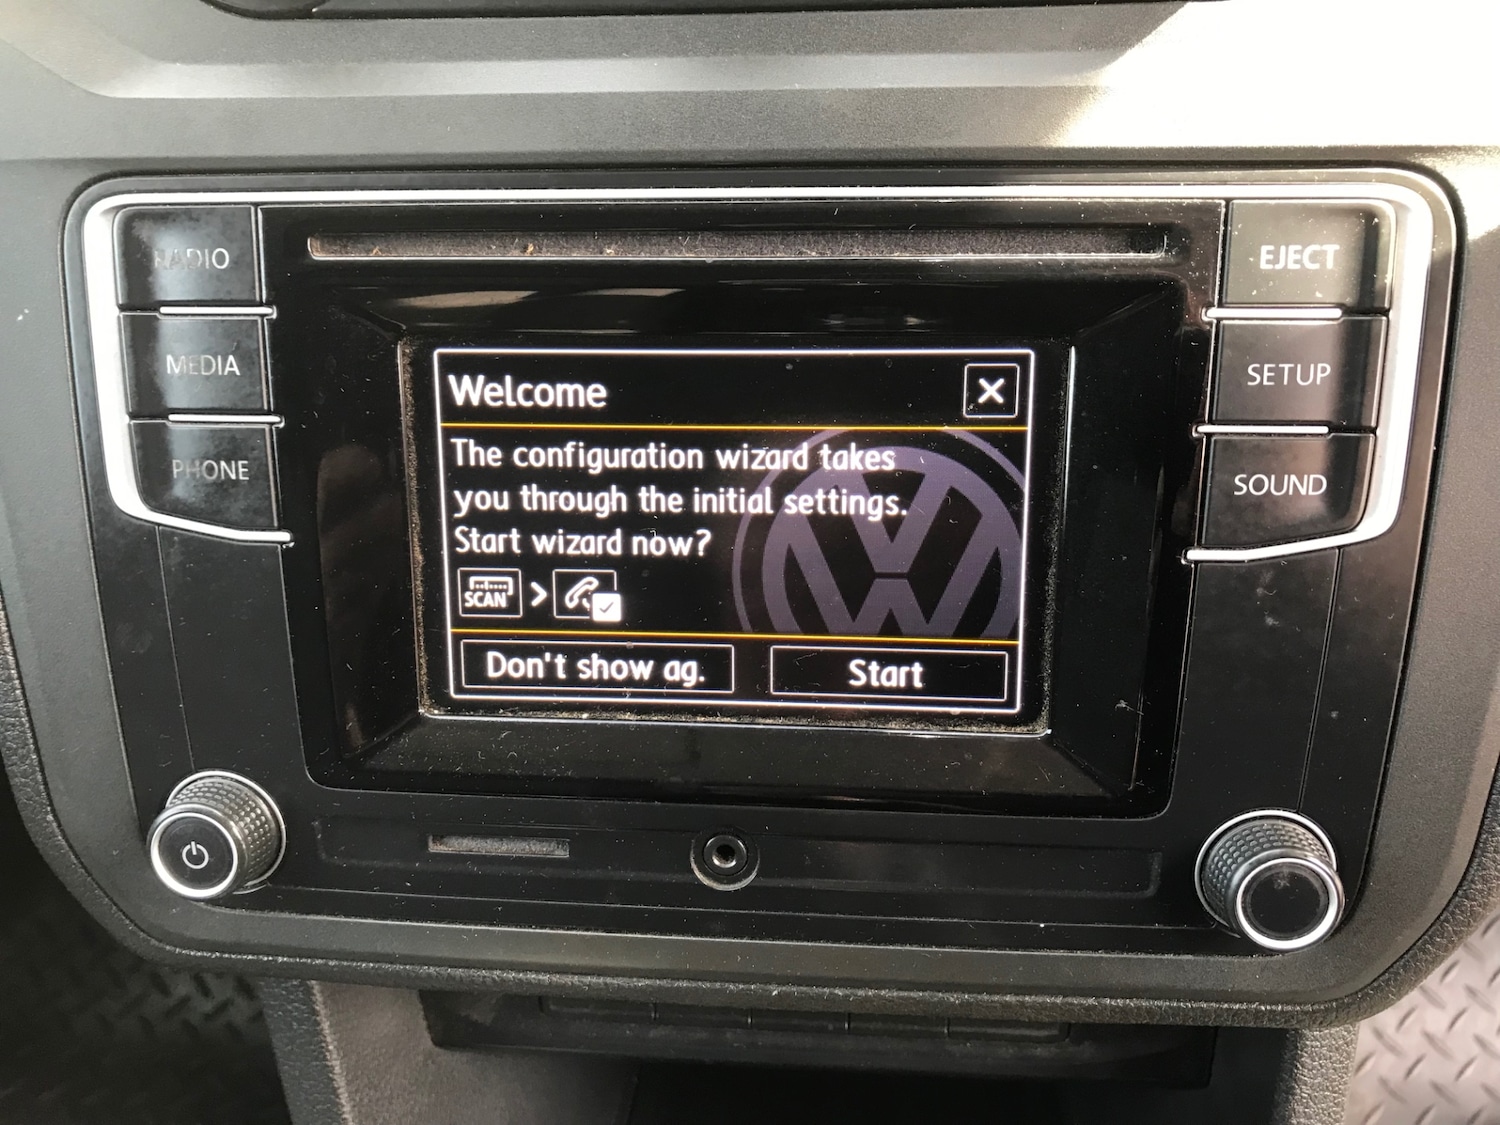 RADIO
MEDIA
PHONE
EJECT
SETUP
SOUND
Welcome
The configuration wizard takes
you through the initial settings.
Start wizard now?
SCAN
Don't show ag.
Start